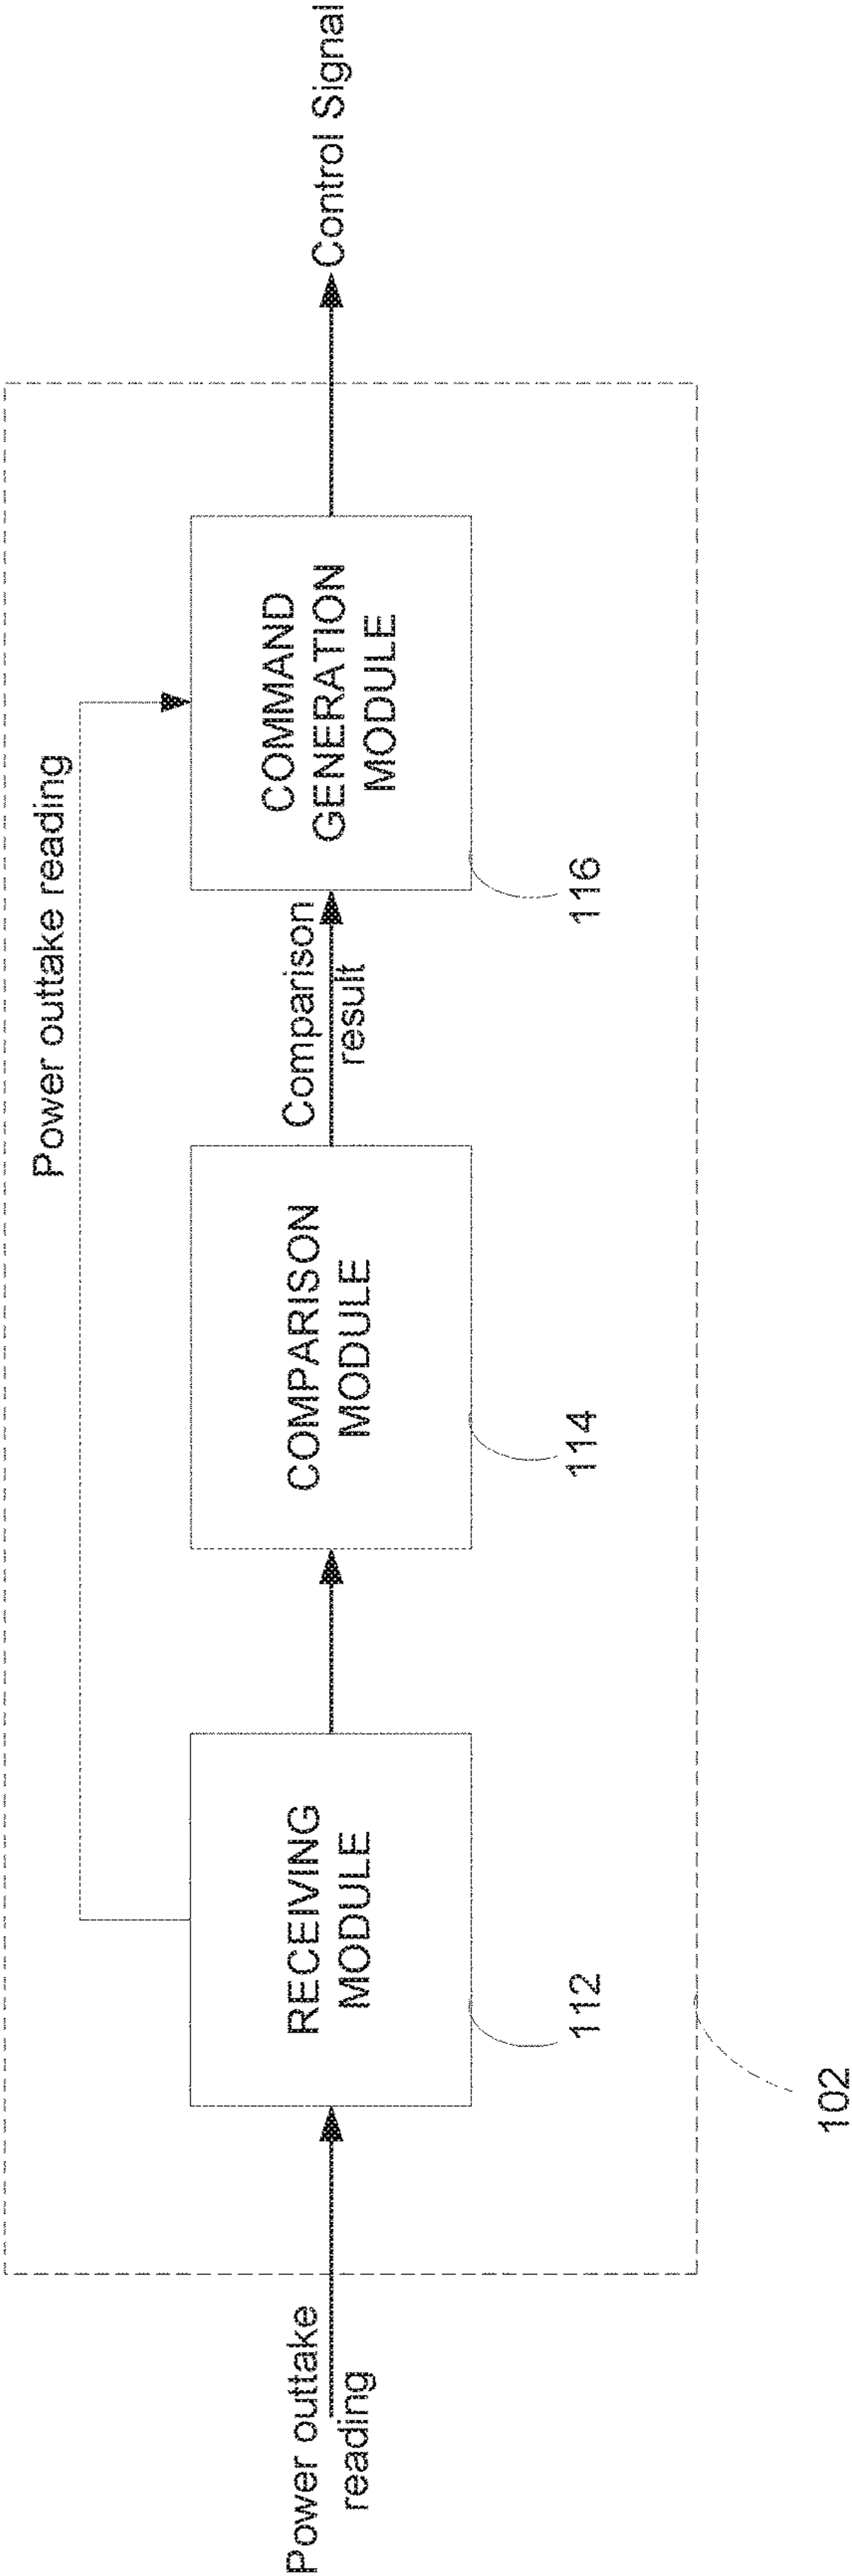 Power outtake
reading
RECEIVING
MODULE
112
Power outtake reading
COMPARISON
MODULE
114
Comparison
result
COMMAND
GENERATION
MODULE
116
Control Signal
102